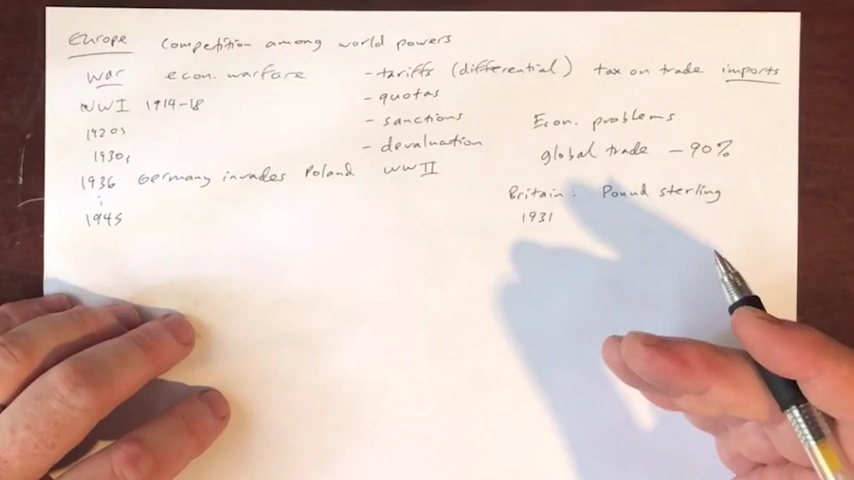 Europe competition among world powers
war econ. warfare - tariffs (differential) tax on trade imports
WWI 1914-18 - quotas
1920s - sanctions Econ. problems
1930s - devaluation global trade -90%
1936 Germany invades Poland WWII
Britain: Pound sterling
1945 1931